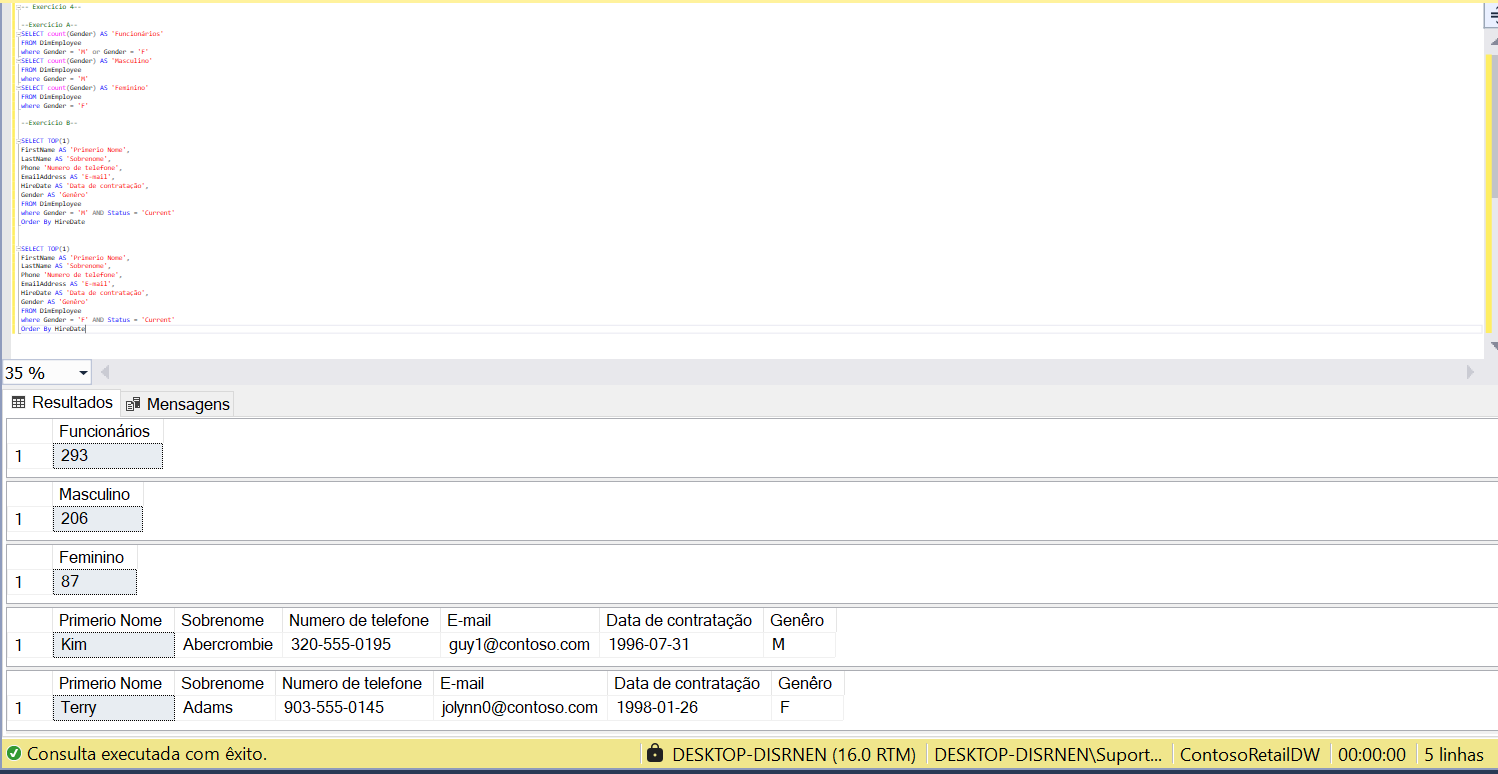 -- Exercicio 4--
--Exercicio A--
SELECT count(Gender) AS 'Funcionários'
FROM DimEmployee
where Gender = 'M' or Gender = 'F'
SELECT count(Gender) AS 'Masculino'
FROM DimEmployee
where Gender = 'M'
SELECT count(Gender) AS 'Feminino'
FROM DimEmployee
where Gender = 'F'
--Exercicio B--
SELECT TOP(1)
FirstName AS 'Primerio Nome',
LastName AS 'Sobrenome',
Phone 'Numero de telefone',
EmailAddress AS 'E-mail',
HireDate AS 'Data de contratação',
Gender AS 'Genêro'
FROM DimEmployee
where Gender = 'M' AND Status = 'Current'
Order By HireDate
SELECT TOP(1)
FirstName AS 'Primerio Nome',
LastName AS 'Sobrenome',
Phone 'Numero de telefone',
EmailAddress AS 'E-mail',
HireDate AS 'Data de contratação',
Gender AS 'Genêro'
FROM DimEmployee
where Gender = 'F' AND Status = 'Current'
Order By HireDate
35 %
Resultados Mensagens
Funcionários
1 293
Masculino
1 206
Feminino
1 87
Primerio Nome Sobrenome Numero de telefone E-mail Data de contratação Genêro
1 Kim Abercrombie 320-555-0195 guy1@contoso.com 1996-07-31 M
Primerio Nome Sobrenome Numero de telefone E-mail Data de contratação Genêro
1 Terry Adams 903-555-0145 jolynn0@contoso.com 1998-01-26 F
Consulta executada com êxito. DESKTOP-DISRNEN (16.0 RTM) DESKTOP-DISRNEN\Suport... ContosoRetailDW 00:00:00 5 linhas